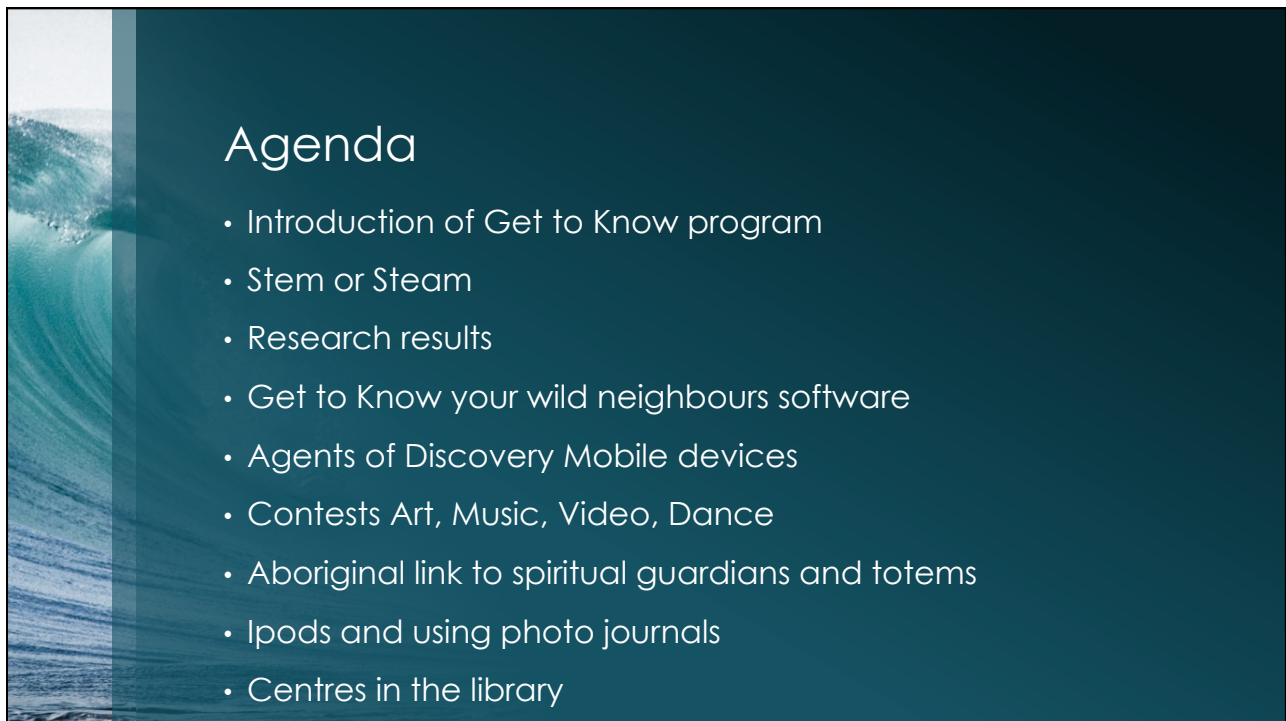 Agenda
• Introduction of Get to Know program
• Stem or Steam
• Research results
• Get to Know your wild neighbours software
• Agents of Discovery Mobile devices
• Contests Art, Music, Video, Dance
• Aboriginal link to spiritual guardians and totems
• Ipods and using photo journals
• Centres in the library